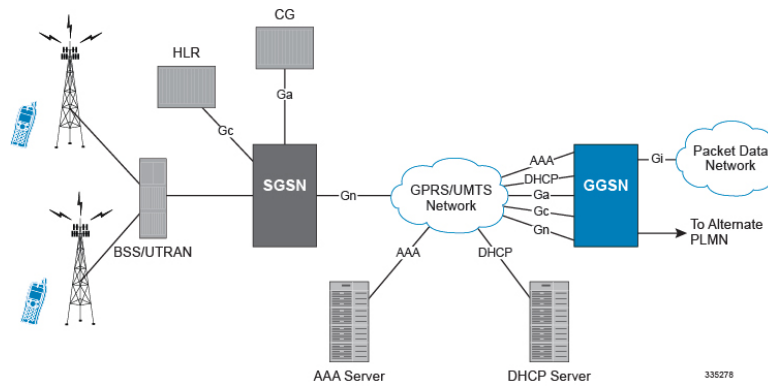 CG
HLR
Ga
Gc
SGSN
Gn
BSS/UTRAN
GPRS/UMTS
Network
AAA
DHCP
Ga
Gc
Gn
GGSN
Gi
Packet Data
Network
To Alternate
PLMN
AAA
DHCP
AAA Server
DHCP Server
335278